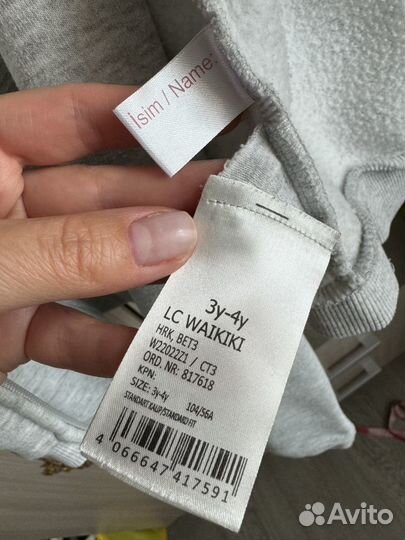 İsim / Name:
3y-4y
LC WAIKIKI
HRK, BET3
W2202221 / CT3
ORD. NR: 817618
KPN:
SIZE: 3y-4y 104/56A
STANDART KALIP/STANDARD FIT
4 066647 417591
Avito